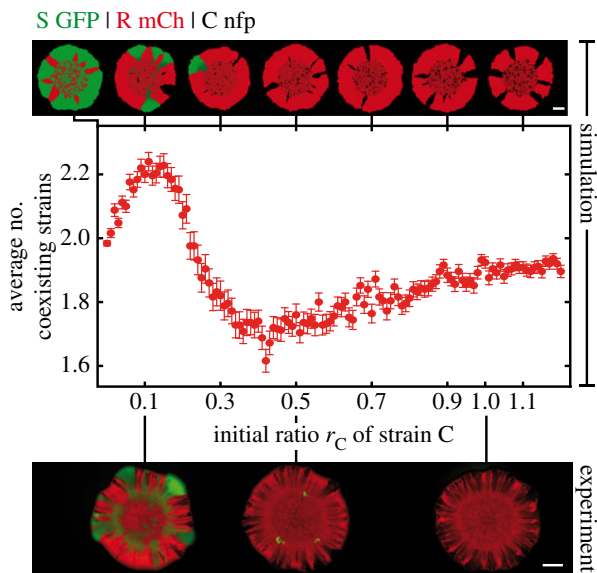 S GFP | R mCh | C nfp
simulation
average no.
coexisting strains
2.2
2.0
1.8
1.6
0.1 0.3 0.5 0.7 0.9 1.0 1.1
initial ratio rC of strain C
experiment